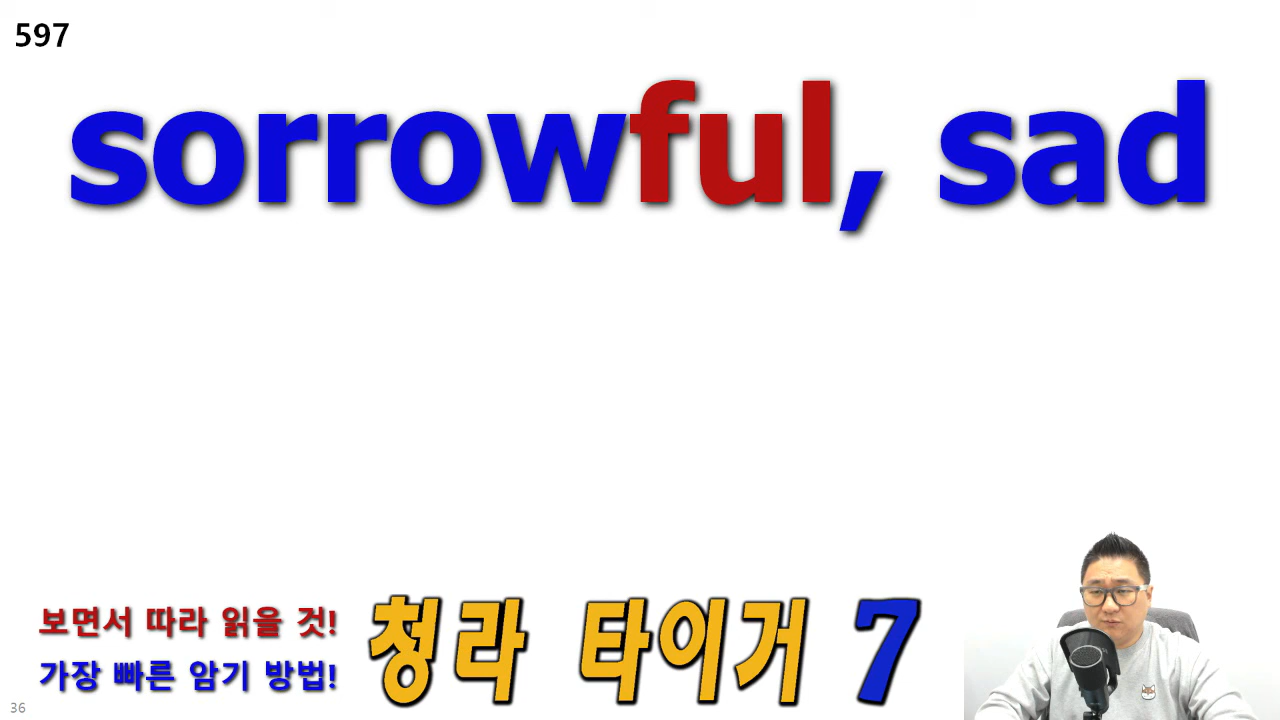 597
sorrowful, sad
보면서 따라 읽을 것!
가장 빠른 암기 방법!
청라 타이거 7
36